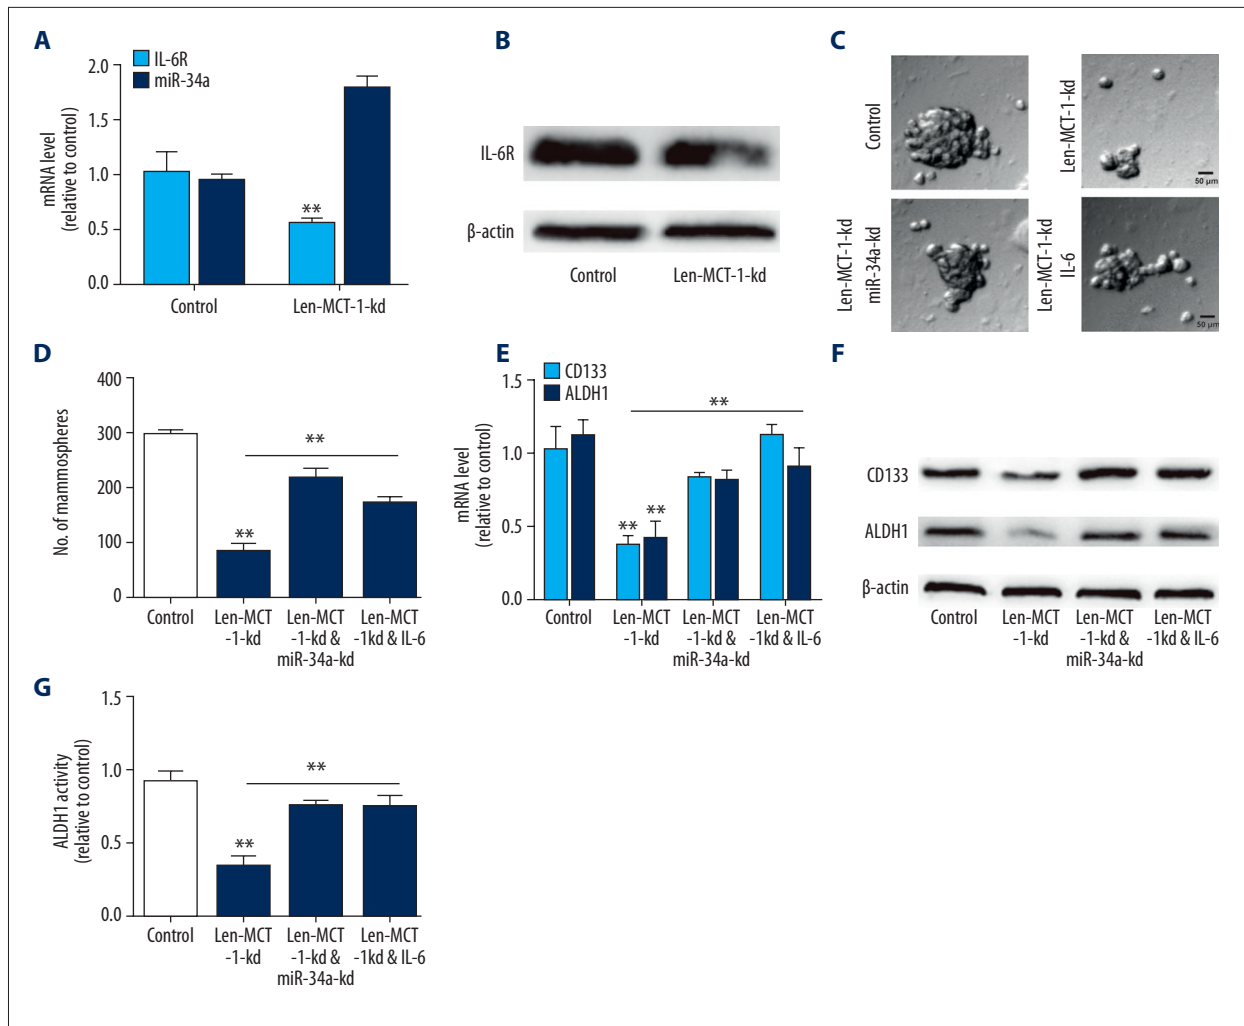 A
IL-6R
miR-34a
mRNA level
(relative to control)
2.0
1.5
1.0
0.5
0.0
**
Control
Len-MCT-1-kd
B
IL-6R
β-actin
Control
Len-MCT-1-kd
C
Control
Len-MCT-1-kd
50 µm
Len-MCT-1-kd
miR-34a-kd
Len-MCT-1-kd
IL-6
50 µm
D
No. of mammospheres
400
300
200
100
0
**
**
Control
Len-MCT
-1-kd
Len-MCT
-1-kd &
miR-34a-kd
Len-MCT
-1kd & IL-6
E
CD133
ALDH1
mRNA level
(relative to control)
1.5
1.0
0.5
0.0
**
**
**
Control
Len-MCT
-1-kd
Len-MCT
-1-kd &
miR-34a-kd
Len-MCT
-1kd & IL-6
F
CD133
ALDH1
β-actin
Control
Len-MCT
-1-kd
Len-MCT
-1-kd &
miR-34a-kd
Len-MCT
-1kd & IL-6
G
ALDH1 activity
(relative to control)
1.5
1.0
0.5
0.0
**
**
Control
Len-MCT
-1-kd
Len-MCT
-1-kd &
miR-34a-kd
Len-MCT
-1kd & IL-6